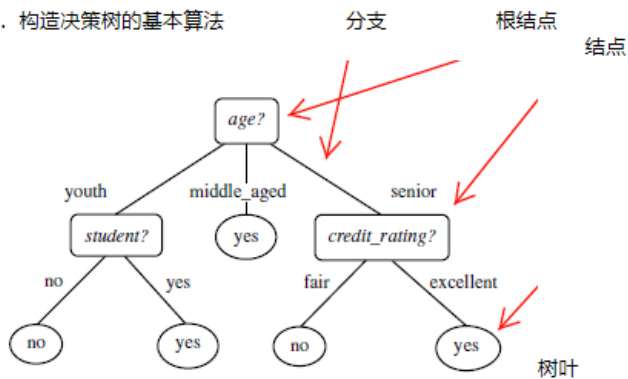 . 构造决策树的基本算法 分支 根结点
结点
age?
youth middle_aged senior
student? yes credit_rating?
no yes fair excellent
no yes no yes
树叶